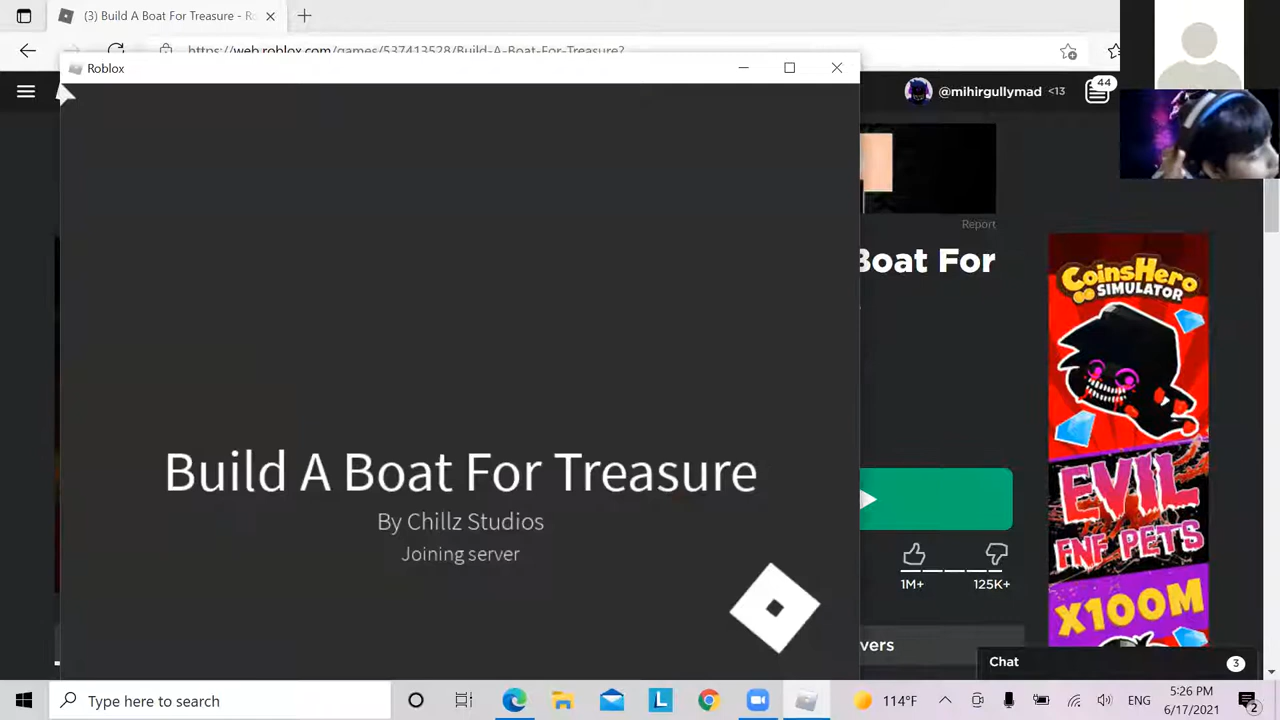 (3) Build A Boat For Treasure - Ro
https://web.roblox.com/games/537413528/Build-A-Boat-For-Treasure?
Roblox
@mihirgullymad <13
44
Report
Boat For
Build A Boat For Treasure
By Chillz Studios
Joining server
1M+
125K+
vers
CoinsHero
SIMULATOR
EVIL
FNF PETS
X100M
Chat
3
Type here to search
L
114°F
ENG
5:26 PM
6/17/2021
2